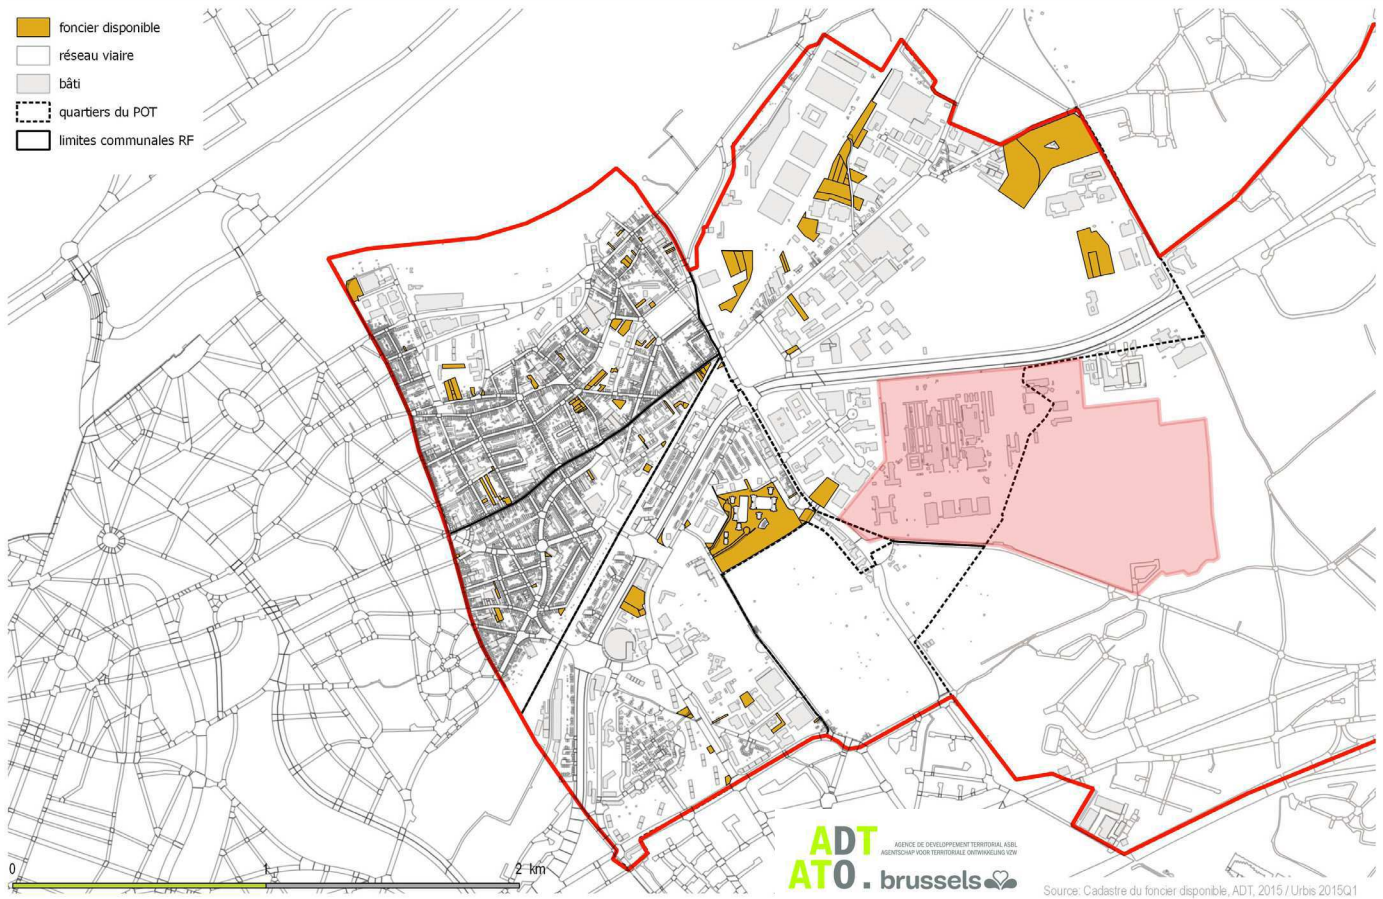 foncier disponible
réseau viaire
bâti
quartiers du POT
limites communales RF
0
1
2 km
ADT
ATO.
AGENCE DE DEVELOPPEMENT TERRITORIAL ASBL
AGENTSCHAP VOOR TERRITORIALE ONTWIKKELING VZW
brussels
Source: Cadastre du foncier disponible, ADT, 2015 / Urbis 2015Q1